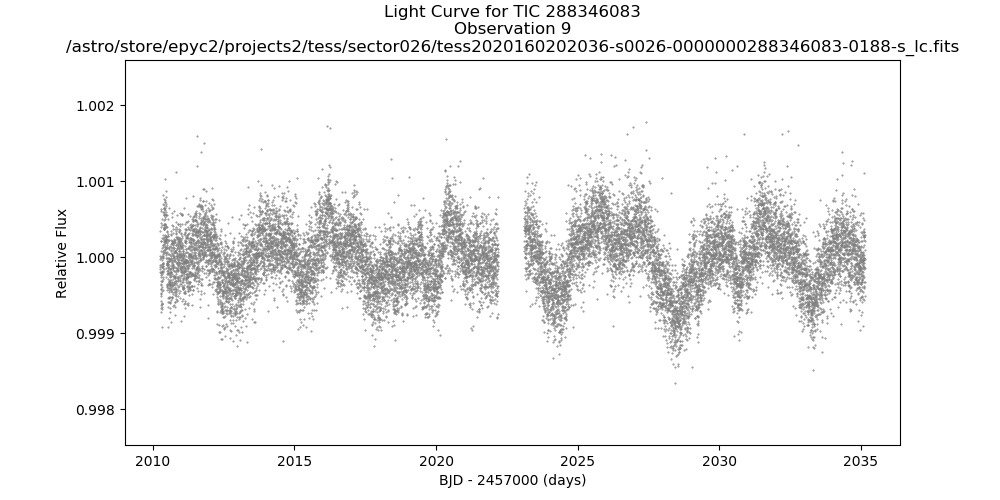 Light Curve for TIC 288346083
Observation 9
/astro/store/epyc2/projects2/tess/sector026/tess2020160202036-s0026-0000000288346083-0188-s_lc.fits
1.002
1.001
1.000
0.999
0.998
Relative Flux
2010
2015
2020
2025
2030
2035
BJD - 2457000 (days)